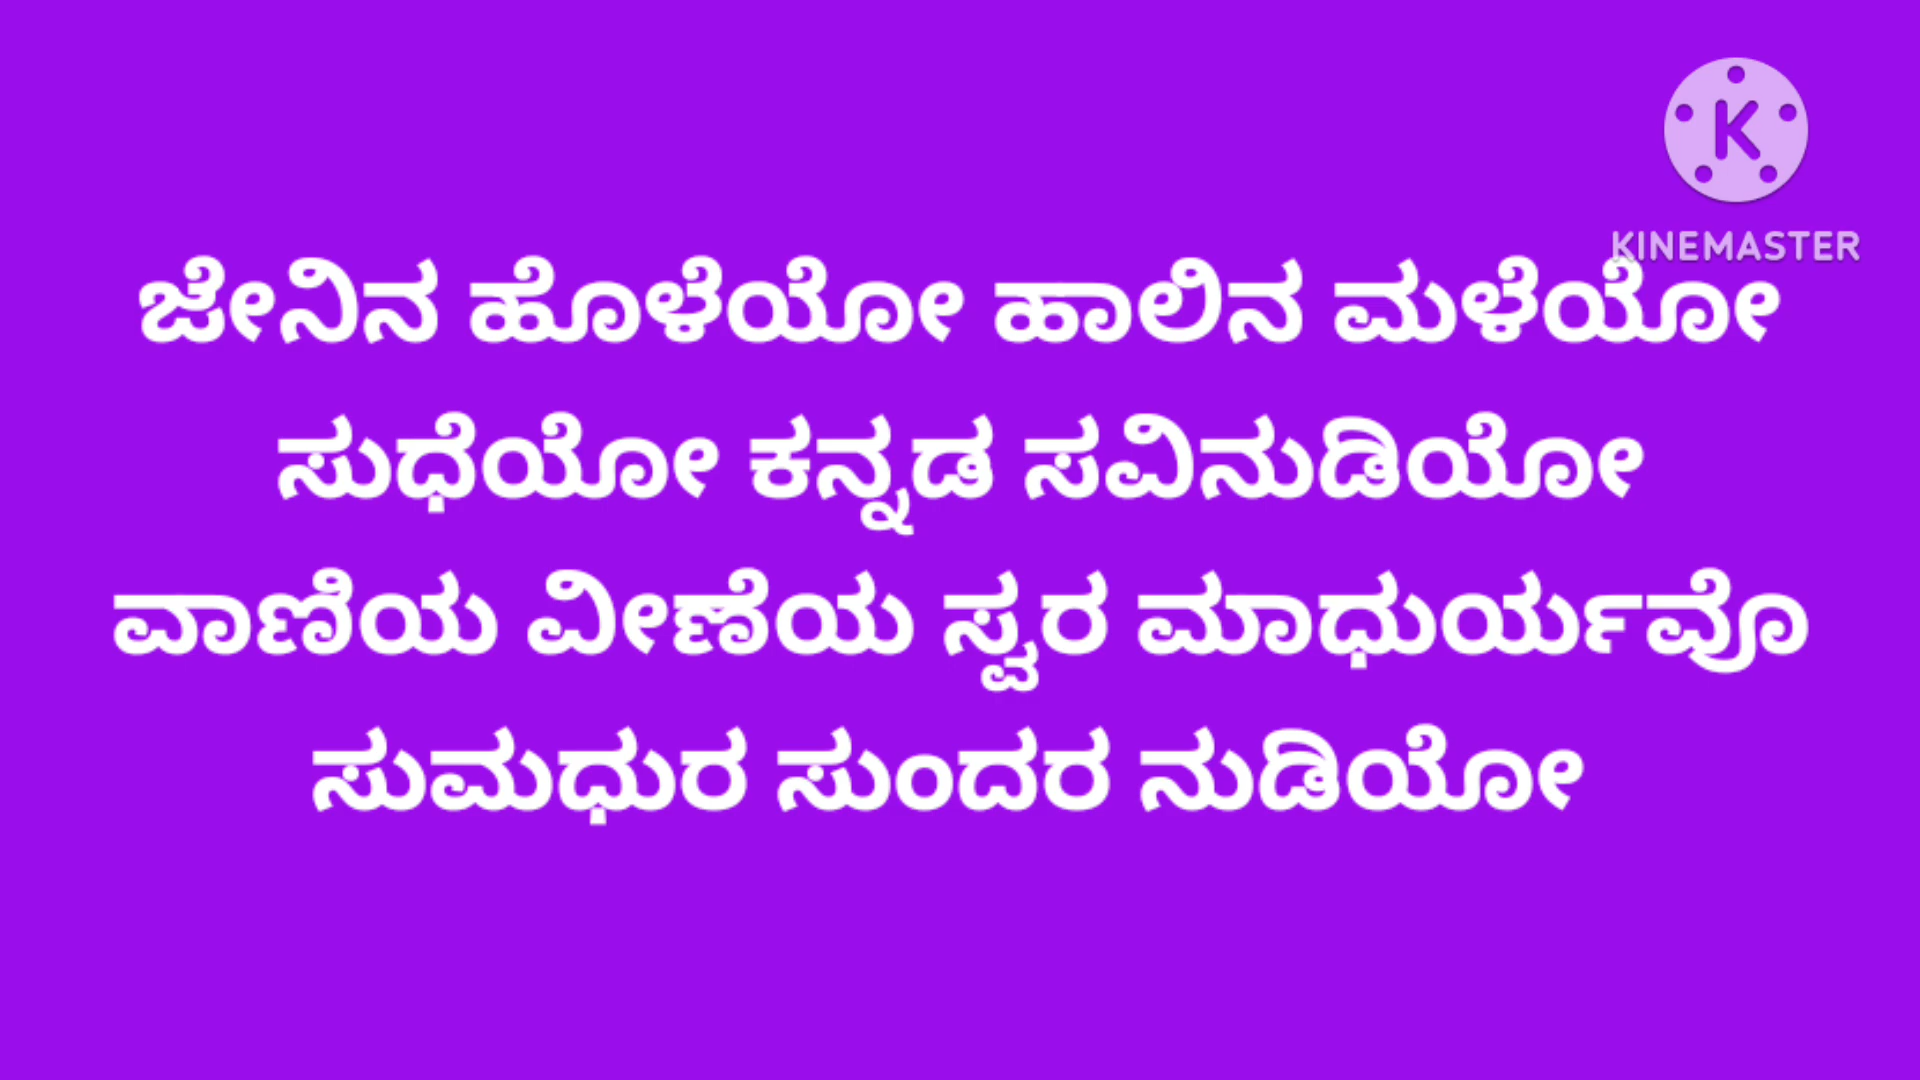 KINEMASTER
ಜೇನಿನ ಹೊಳೆಯೋ ಹಾಲಿನ ಮಳೆಯೋ
ಸುಧೆಯೋ ಕನ್ನಡ ಸವಿನುಡಿಯೋ
ವಾಣಿಯ ವೀಣೆಯ ಸ್ವರ ಮಾಧುರ್ಯವೊ
ಸುಮಧುರ ಸುಂದರ ನುಡಿಯೋ